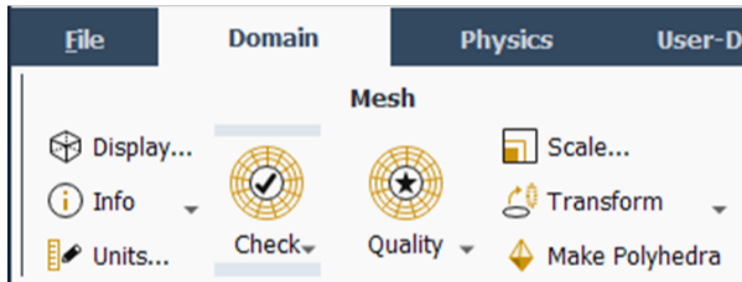 File Domain Physics User-D
Mesh
Display... Scale...
Info Transform
Check Quality
Units... Make Polyhedra